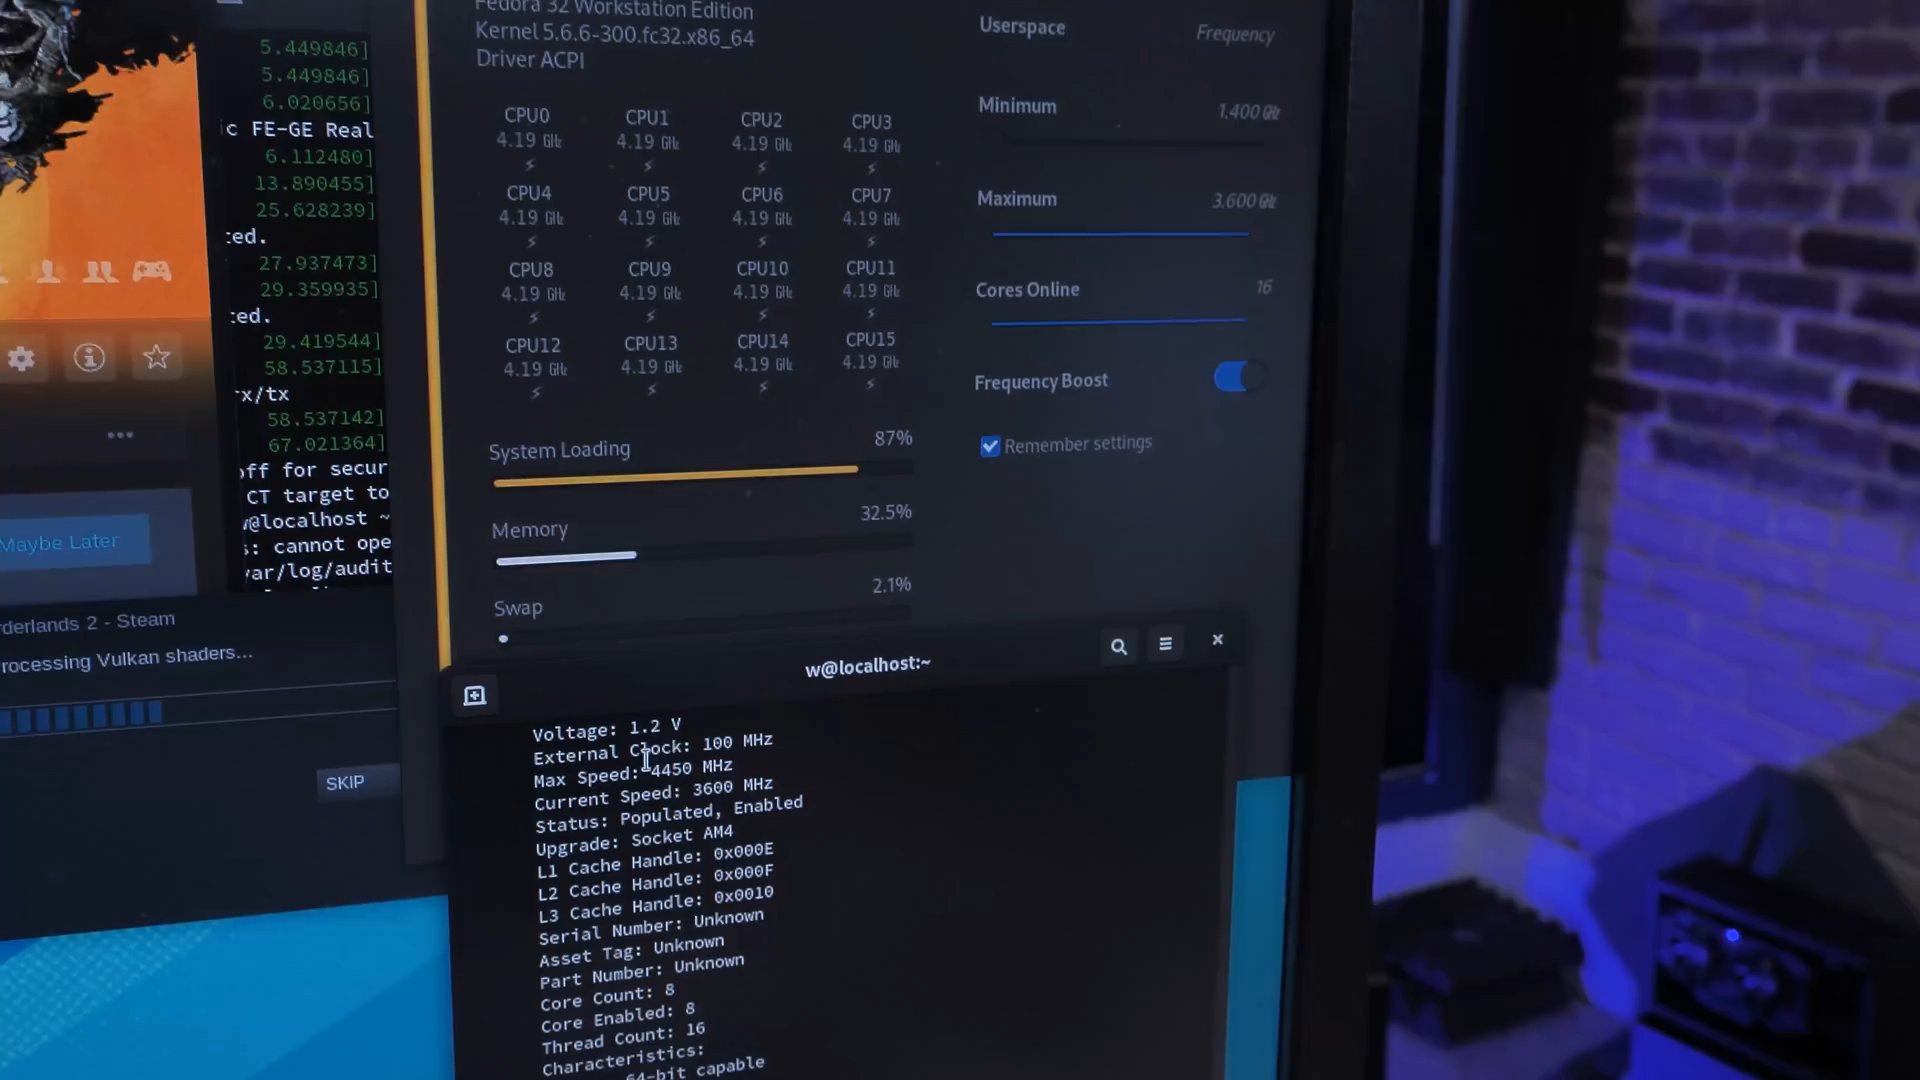 5.449846]
5.449846]
6.020656]
ic FE-GE Real
6.112480]
13.890455]
25.628239]
ted.
27.937473]
29.359935]
ted.
29.419544]
58.537115]
rx/tx
58.537142]
67.021364]
off for secur
CT target to
w@localhost ~
s: cannot ope
var/log/audit
Maybe Later
rderlands 2 - Steam
rocessing Vulkan shaders...
SKIP
Fedora 32 Workstation Edition
Kernel 5.6.6-300.fc32.x86_64
Driver ACPI
CPU0 CPU1 CPU2 CPU3
4.19 GHz 4.19 GHz 4.19 GHz 4.19 GHz
CPU4 CPU5 CPU6 CPU7
4.19 GHz 4.19 GHz 4.19 GHz 4.19 GHz
CPU8 CPU9 CPU10 CPU11
4.19 GHz 4.19 GHz 4.19 GHz 4.19 GHz
CPU12 CPU13 CPU14 CPU15
4.19 GHz 4.19 GHz 4.19 GHz 4.19 GHz
System Loading 87%
Memory 32.5%
Swap 2.1%
Userspace Frequency
Minimum 1.400 GHz
Maximum 3.600 GHz
Cores Online 16
Frequency Boost
Remember settings
w@localhost:~
Voltage: 1.2 V
External Clock: 100 MHz
Max Speed: 4450 MHz
Current Speed: 3600 MHz
Status: Populated, Enabled
Upgrade: Socket AM4
L1 Cache Handle: 0x000E
L2 Cache Handle: 0x000F
L3 Cache Handle: 0x0010
Serial Number: Unknown
Asset Tag: Unknown
Part Number: Unknown
Core Count: 8
Core Enabled: 8
Thread Count: 16
Characteristics:
64-bit capable